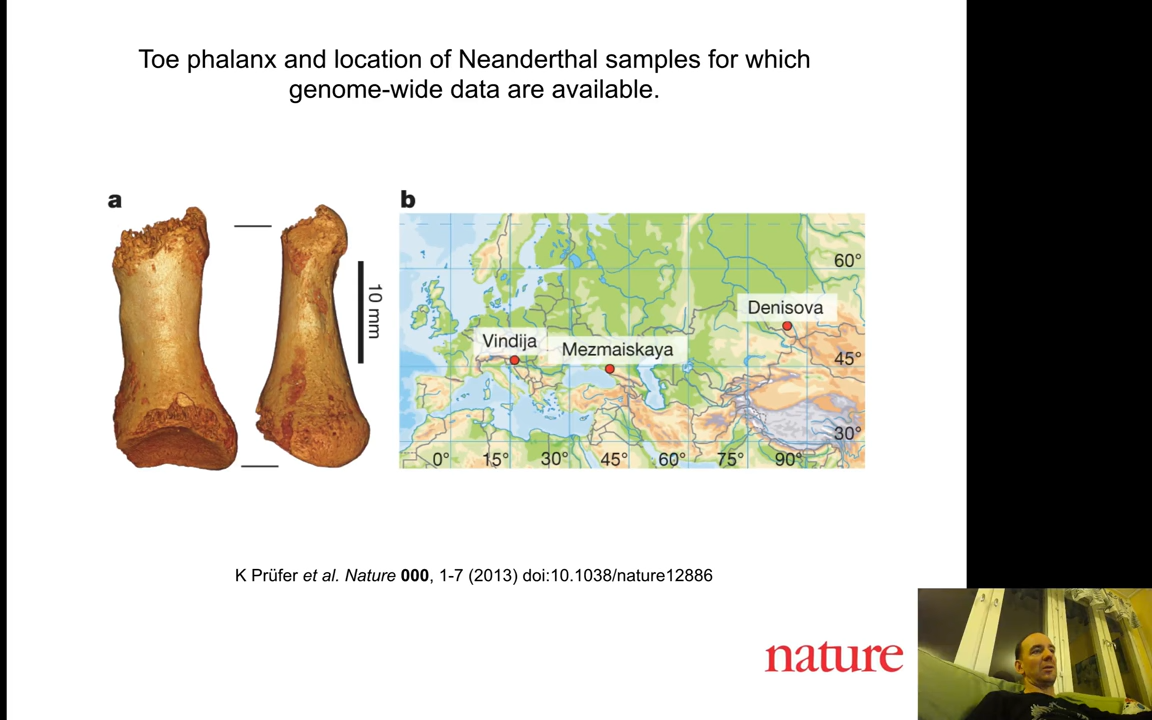 Toe phalanx and location of Neanderthal samples for which
genome-wide data are available.
a
10 mm
b
60°
Denisova
Vindija
Mezmaiskaya
45°
30°
0° 15° 30° 45° 60° 75° 90°
K Prüfer et al. Nature 000, 1-7 (2013) doi:10.1038/nature12886
nature